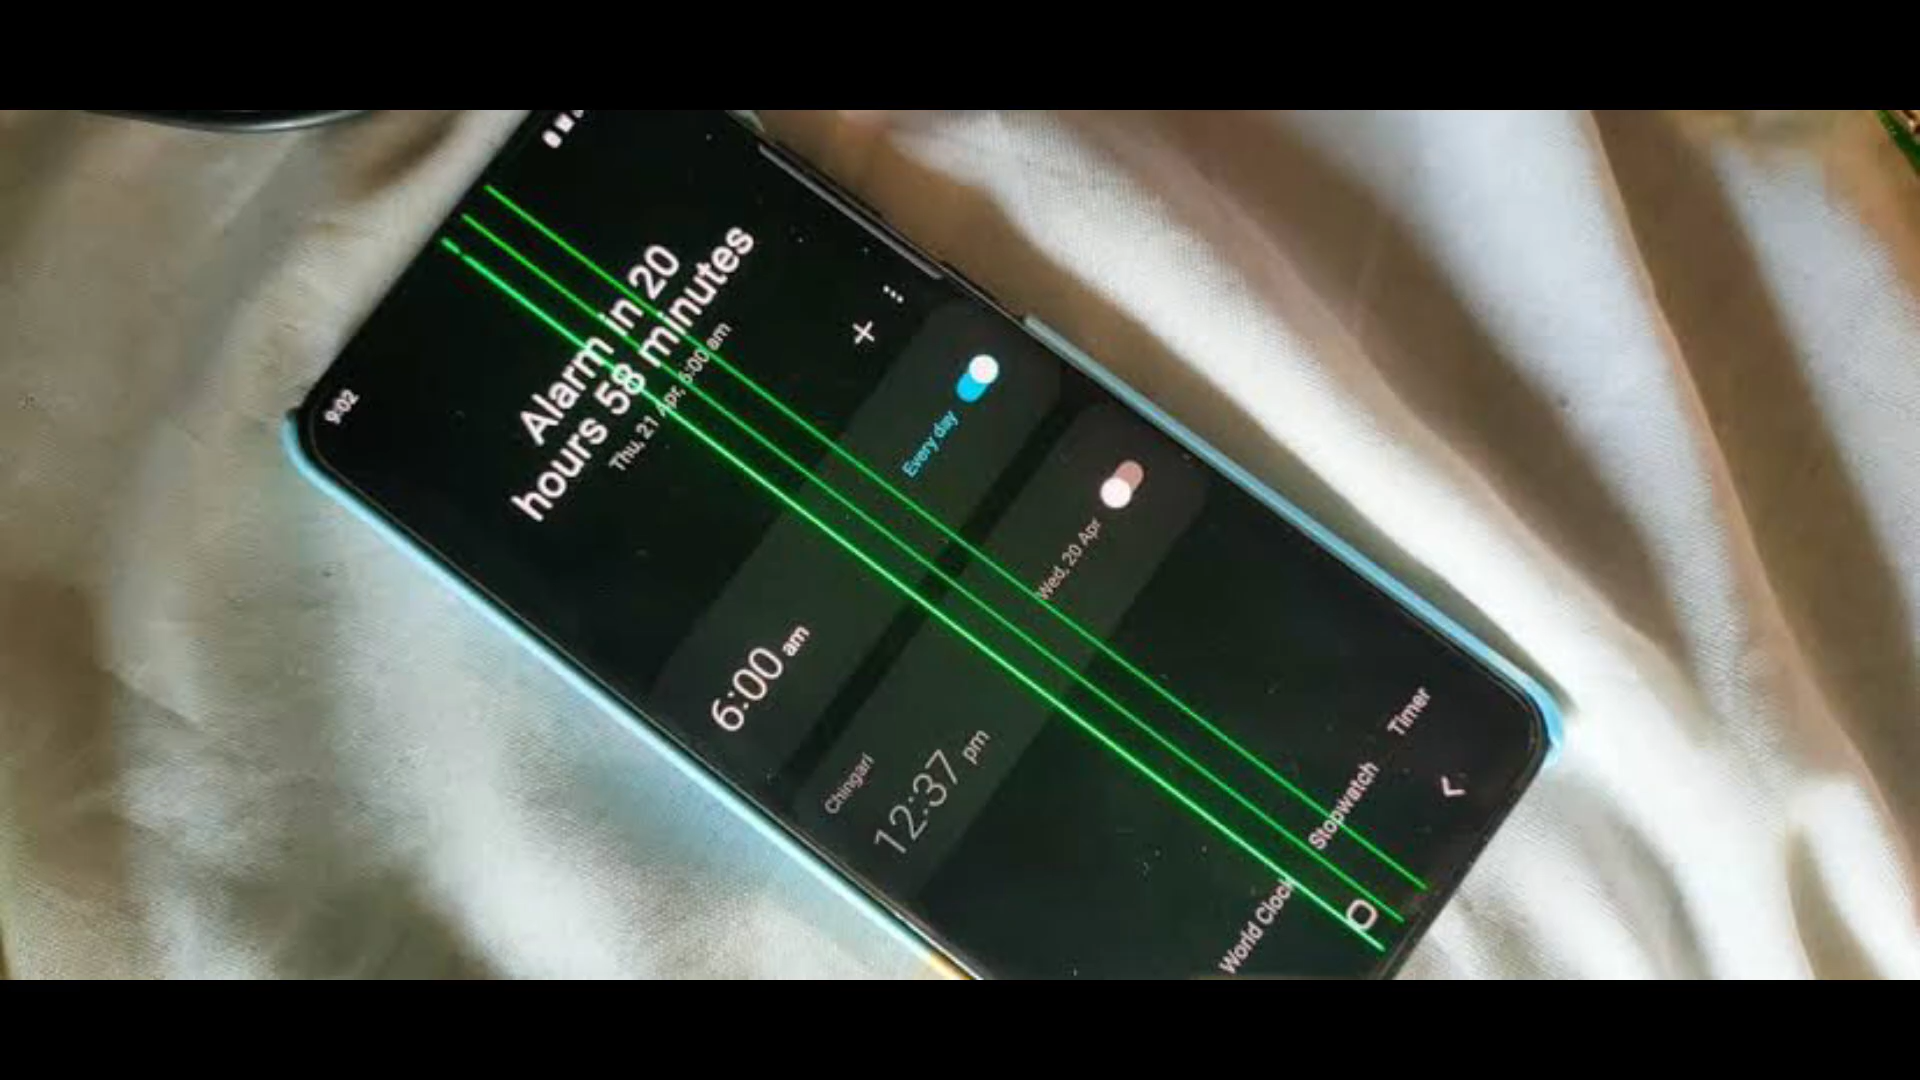 9:02
Alarm in 20
hours 58 minutes
Thu, 21 Apr, 6:00 am
6:00 am
Every day
Chingari
12:37 pm
Wed, 20 Apr
World Clock
Stopwatch
Timer